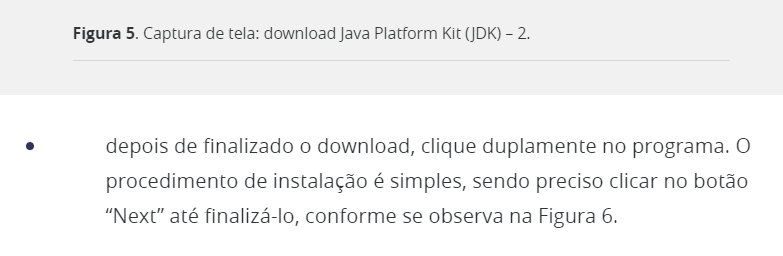 Figura 5. Captura de tela: download Java Platform Kit (JDK) – 2.
• depois de finalizado o download, clique duplamente no programa. O
procedimento de instalação é simples, sendo preciso clicar no botão
“Next” até finalizá-lo, conforme se observa na Figura 6.